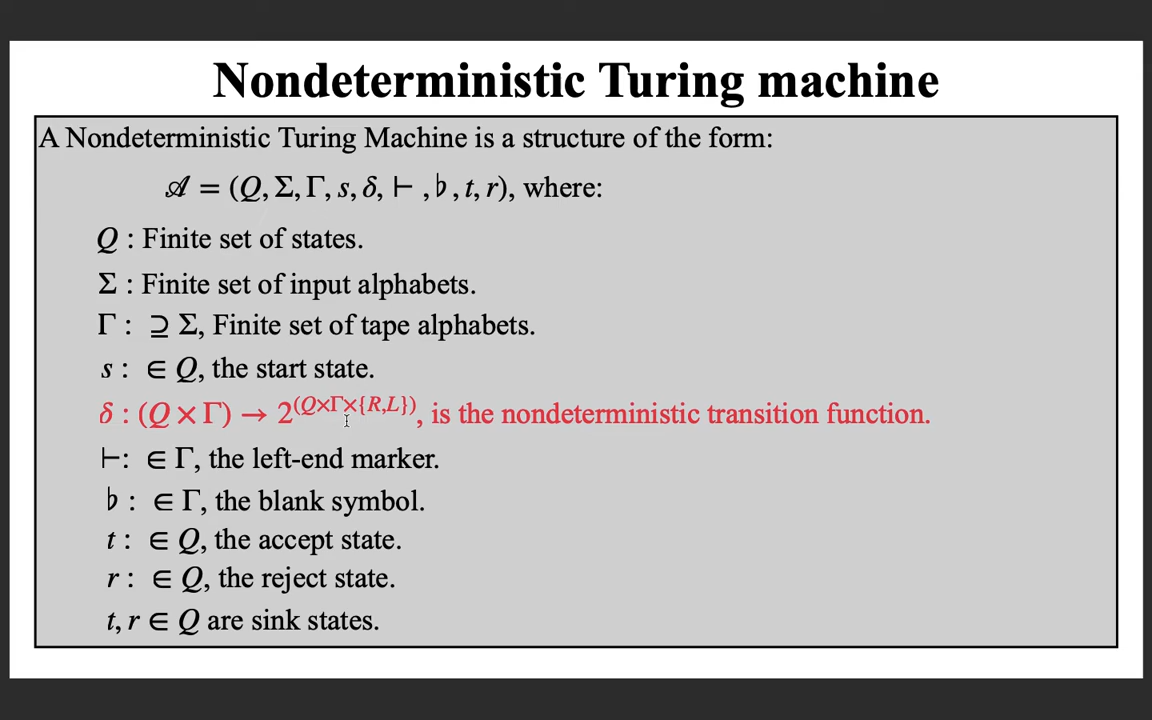 Nondeterministic Turing machine
A Nondeterministic Turing Machine is a structure of the form:
𝒜 = (Q, Σ, Γ, s, δ, ⊢ , ♭ , t, r), where:
Q : Finite set of states.
Σ : Finite set of input alphabets.
Γ : ⊇ Σ, Finite set of tape alphabets.
s : ∈ Q, the start state.
δ : (Q × Γ) → 2^(Q×Γ×{R,L}), is the nondeterministic transition function.
⊢: ∈ Γ, the left-end marker.
♭ : ∈ Γ, the blank symbol.
t : ∈ Q, the accept state.
r : ∈ Q, the reject state.
t, r ∈ Q are sink states.